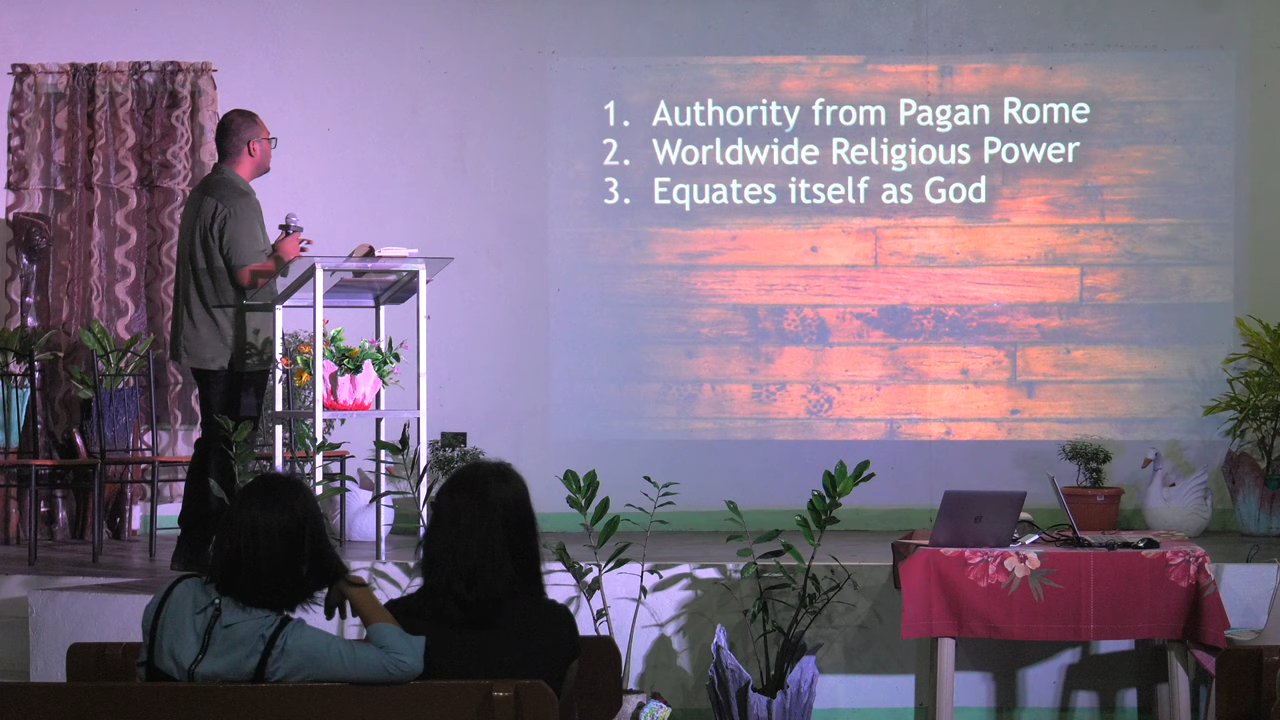 1. Authority from Pagan Rome
2. Worldwide Religious Power
3. Equates itself as God